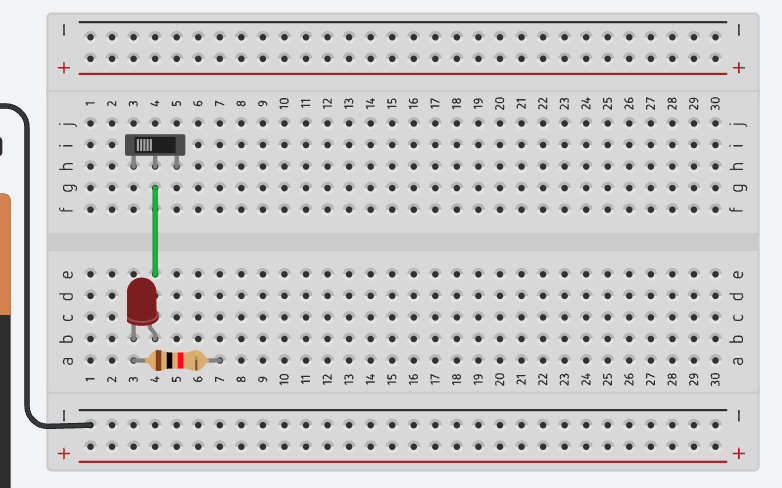 − −
+ +
1 2 3 4 5 6 7 8 9 10 11 12 13 14 15 16 17 18 19 20 21 22 23 24 25 26 27 28 29 30
j j
i i
h h
g g
f f
e e
d d
c c
b b
a a
1 2 3 4 5 6 7 8 9 10 11 12 13 14 15 16 17 18 19 20 21 22 23 24 25 26 27 28 29 30
− −
+ +